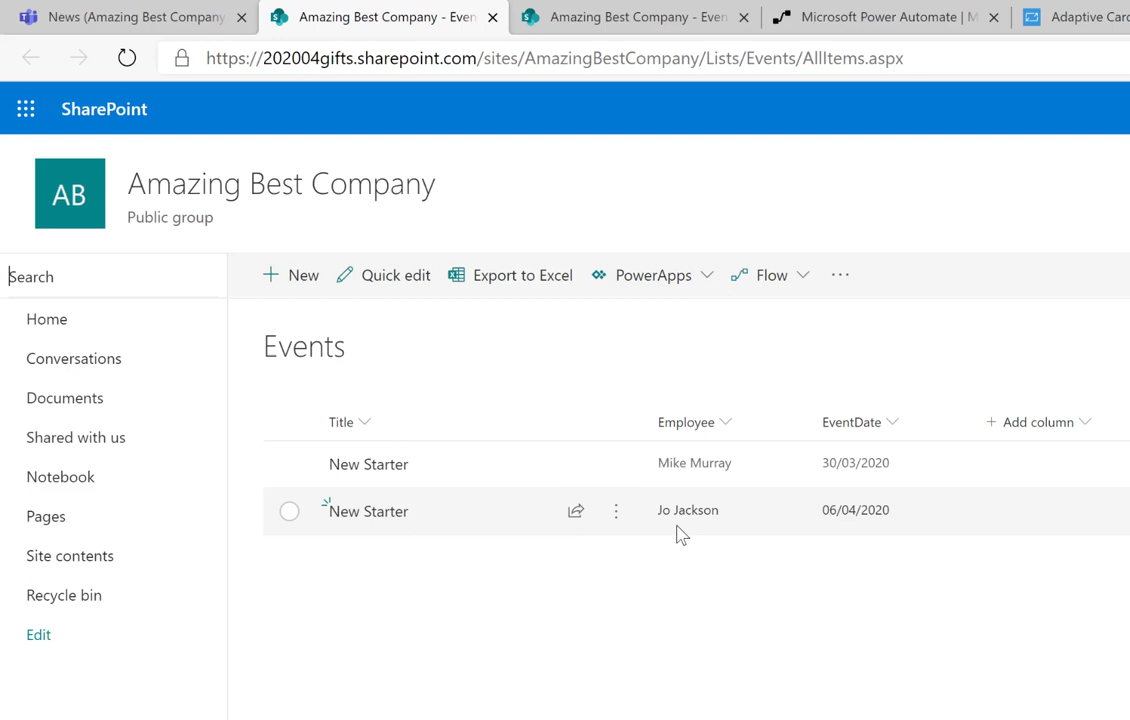 News (Amazing Best Company
Amazing Best Company - Even
Amazing Best Company - Even
Microsoft Power Automate | M
Adaptive Card
https://202004gifts.sharepoint.com/sites/AmazingBestCompany/Lists/Events/AllItems.aspx
SharePoint
AB
Amazing Best Company
Public group
Search
New
Quick edit
Export to Excel
PowerApps
Flow
Home
Conversations
Documents
Shared with us
Notebook
Pages
Site contents
Recycle bin
Edit
Events
Title Employee EventDate + Add column
New Starter Mike Murray 30/03/2020
New Starter Jo Jackson 06/04/2020